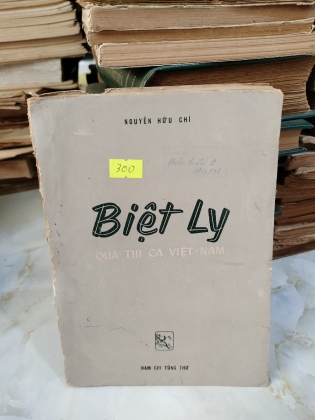 NGUYỄN HỮU CHÍ
300
Biệt Ly
QUA THI CA VIỆT-NAM
NAM CHI TÙNG THƯ